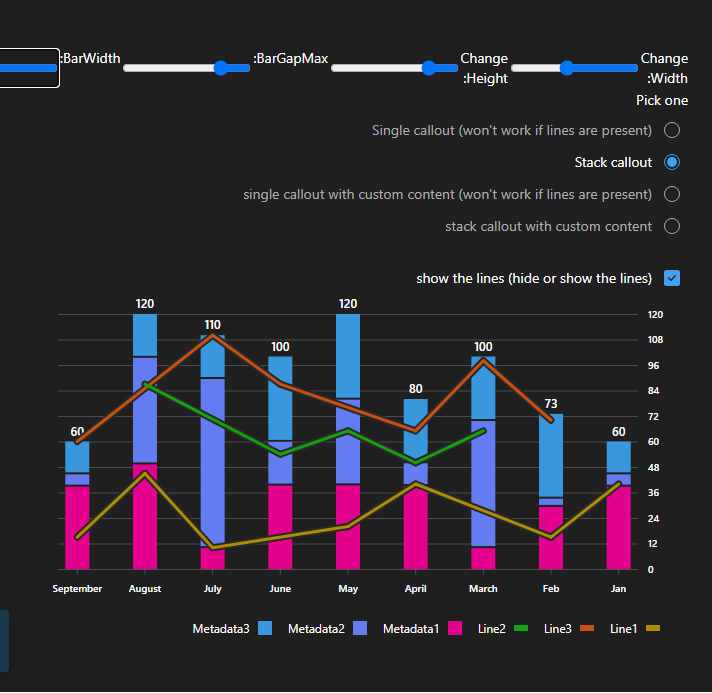 :BarWidth
:BarGapMax
Change
:Height
Change
:Width
Pick one
Single callout (won't work if lines are present)
Stack callout
single callout with custom content (won't work if lines are present)
stack callout with custom content
show the lines (hide or show the lines)
60
120
110
100
120
80
100
73
60
120
108
96
84
72
60
48
36
24
12
0
September August July June May April March Feb Jan
Metadata3 Metadata2 Metadata1 Line2 Line3 Line1